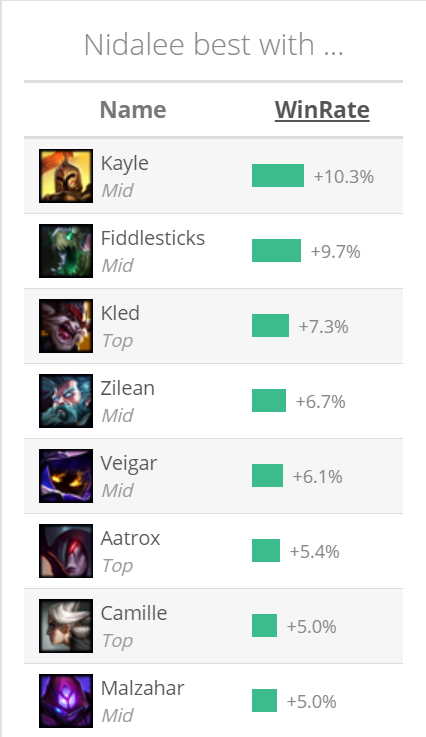 Nidalee best with ...
Name WinRate
Kayle
Mid
+10.3%
Fiddlesticks
Mid
+9.7%
Kled
Top
+7.3%
Zilean
Mid
+6.7%
Veigar
Mid
+6.1%
Aatrox
Top
+5.4%
Camille
Top
+5.0%
Malzahar
Mid
+5.0%